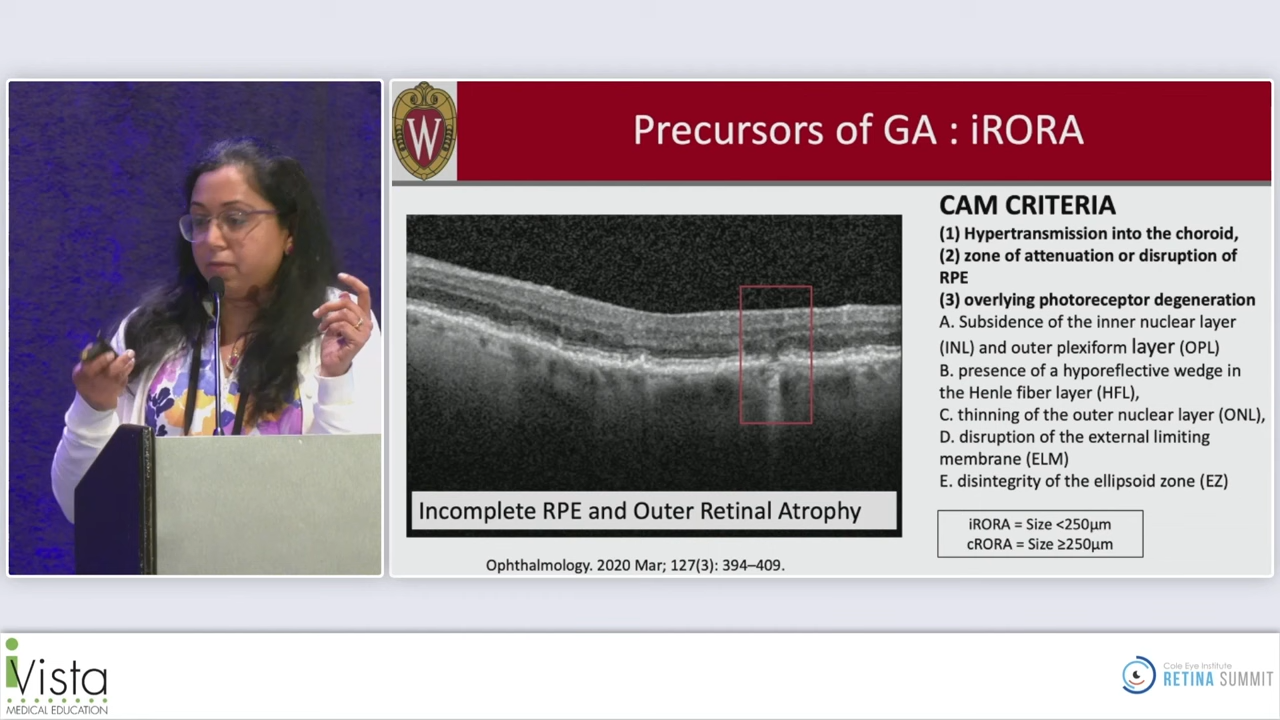 W
Precursors of GA : iRORA
Incomplete RPE and Outer Retinal Atrophy
Ophthalmology. 2020 Mar; 127(3): 394–409.
CAM CRITERIA
(1) Hypertransmission into the choroid,
(2) zone of attenuation or disruption of
RPE
(3) overlying photoreceptor degeneration
A. Subsidence of the inner nuclear layer
(INL) and outer plexiform layer (OPL)
B. presence of a hyporeflective wedge in
the Henle fiber layer (HFL),
C. thinning of the outer nuclear layer (ONL),
D. disruption of the external limiting
membrane (ELM)
E. disintegrity of the ellipsoid zone (EZ)
iRORA = Size <250µm
cRORA = Size ≥250µm
iVista
MEDICAL EDUCATION
Cole Eye Institute
RETINA SUMMIT